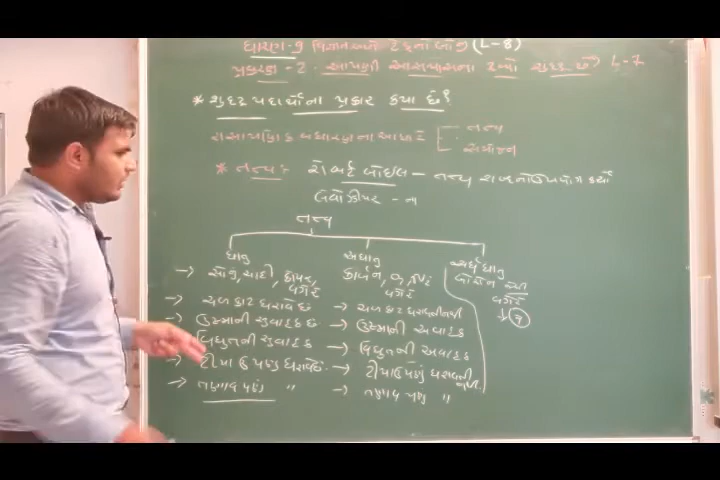 ધોરણ-9 વિજ્ઞાન અને ટેકનોલોજી (L-8)
પ્રકરણ-2. આપણી આસપાસના દ્રવ્યો શુદ્ધ છે? L-7
* શુદ્ધ પદાર્થોના પ્રકાર કયા છે?
રાસાયણિક બંધારણના આધારે તત્વ
સંયોજન
* તત્વ : રોબર્ટ બોઇલ - તત્વ શબ્દનો ઉપયોગ કર્યો
લેવોઝીયર - ના
તત્વ
ધાતુ અધાતુ અર્ધધાતુ
→ સોનું, ચાંદી, કોપર, વગેરે
કાર્બન, વગેરે
બોરોન વગેરે
→ ચળકાટ ધરાવે છે → ચળકાટ ધરાવતી નથી
→ ઉષ્માની સુવાહક છે → ઉષ્માની અવાહક
વિદ્યુતની સુવાહક → વિદ્યુતની અવાહક
→ ટીપાઉપણું ધરાવે છે. → ટીપાઉપણું ધરાવતી નથી.
→ તણાવપણું " → તણાવપણું "